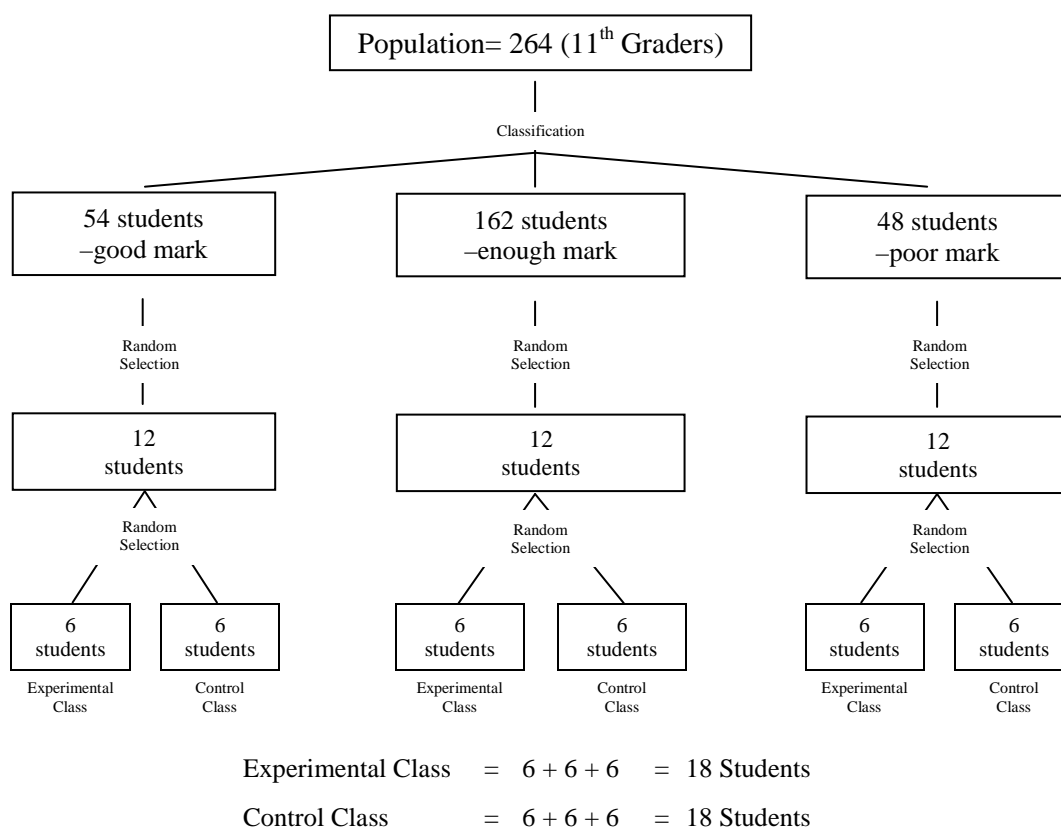 Population= 264 (11th Graders)
Classification
54 students
–good mark
162 students
–enough mark
48 students
–poor mark
Random
Selection
Random
Selection
Random
Selection
12
students
12
students
12
students
Random
Selection
Random
Selection
Random
Selection
6
students
6
students
6
students
6
students
6
students
6
students
Experimental
Class
Control
Class
Experimental
Class
Control
Class
Experimental
Class
Control
Class
Experimental Class = 6 + 6 + 6 = 18 Students
Control Class = 6 + 6 + 6 = 18 Students